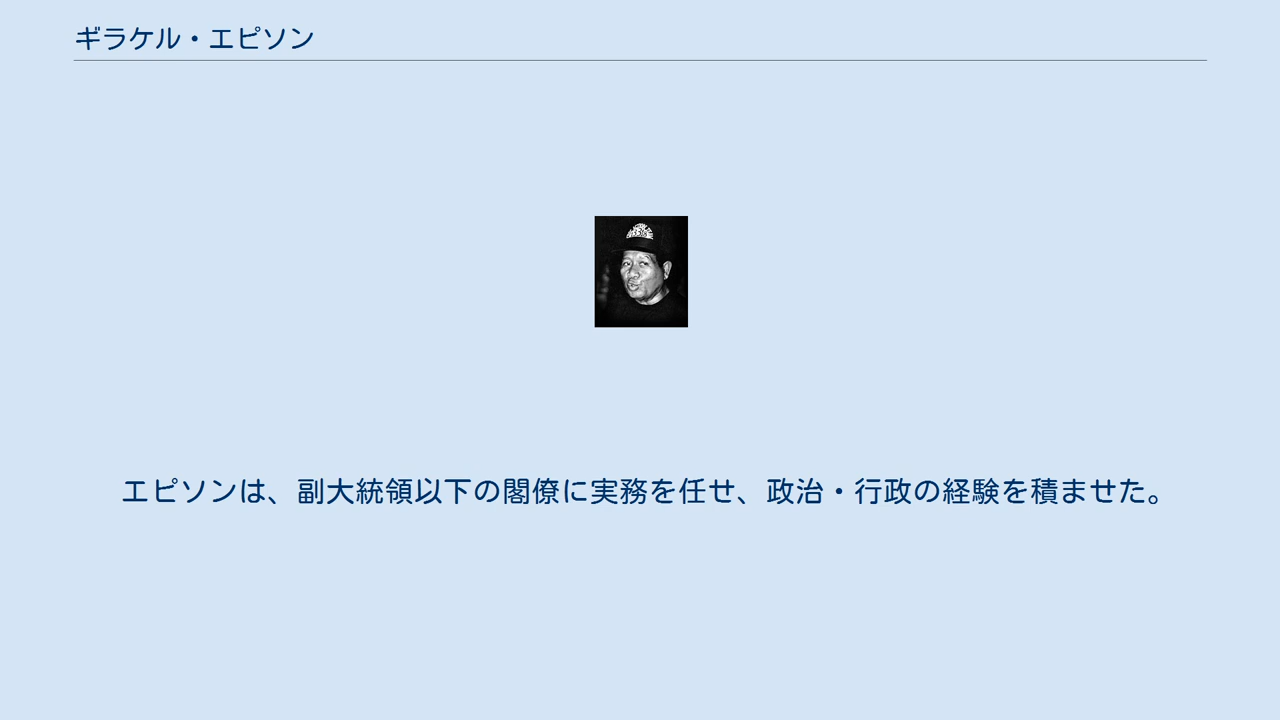 ギラケル・エピソン
エピソンは、副大統領以下の閣僚に実務を任せ、政治・行政の経験を積ませた。